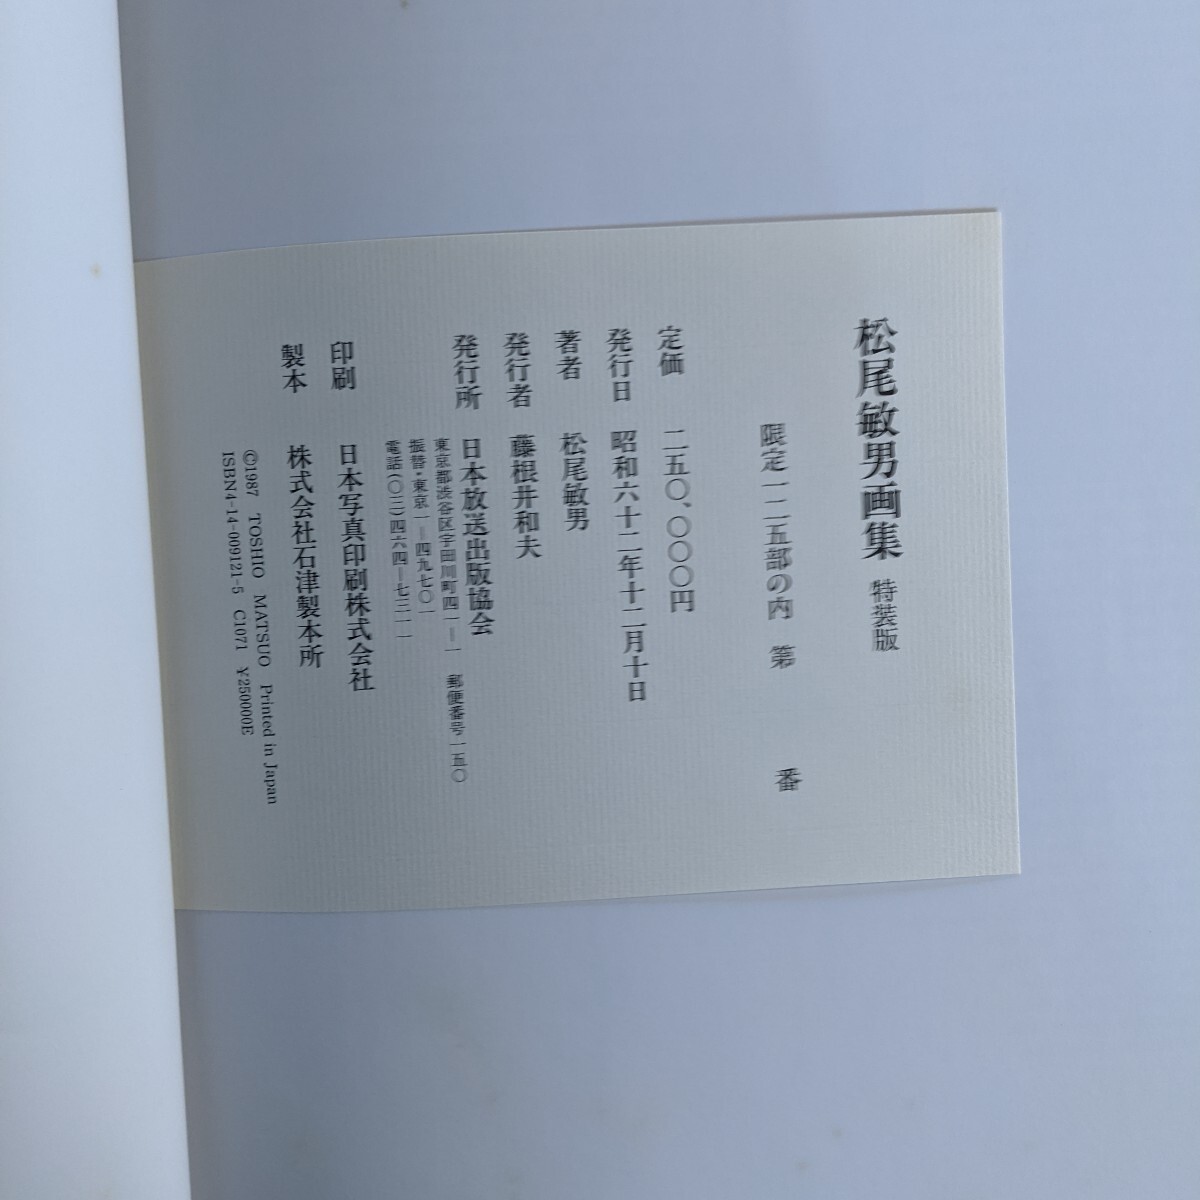 松尾敏男画集 特装版
限定一二五部の内 第 番
定価 二五〇、〇〇〇円
発行日 昭和六十二年十二月十日
著者 松尾敏男
発行者 藤根井和夫
発行所 日本放送出版協会
東京都渋谷区宇田川町四一―一 郵便番号一五〇
振替・東京一―四九七〇一
電話(〇三)四六四―七三一一
印刷 日本写真印刷株式会社
製本 株式会社石津製本所
©1987 TOSHIO MATSUO Printed in Japan
ISBN4-14-009121-5 C1071 ¥250000E